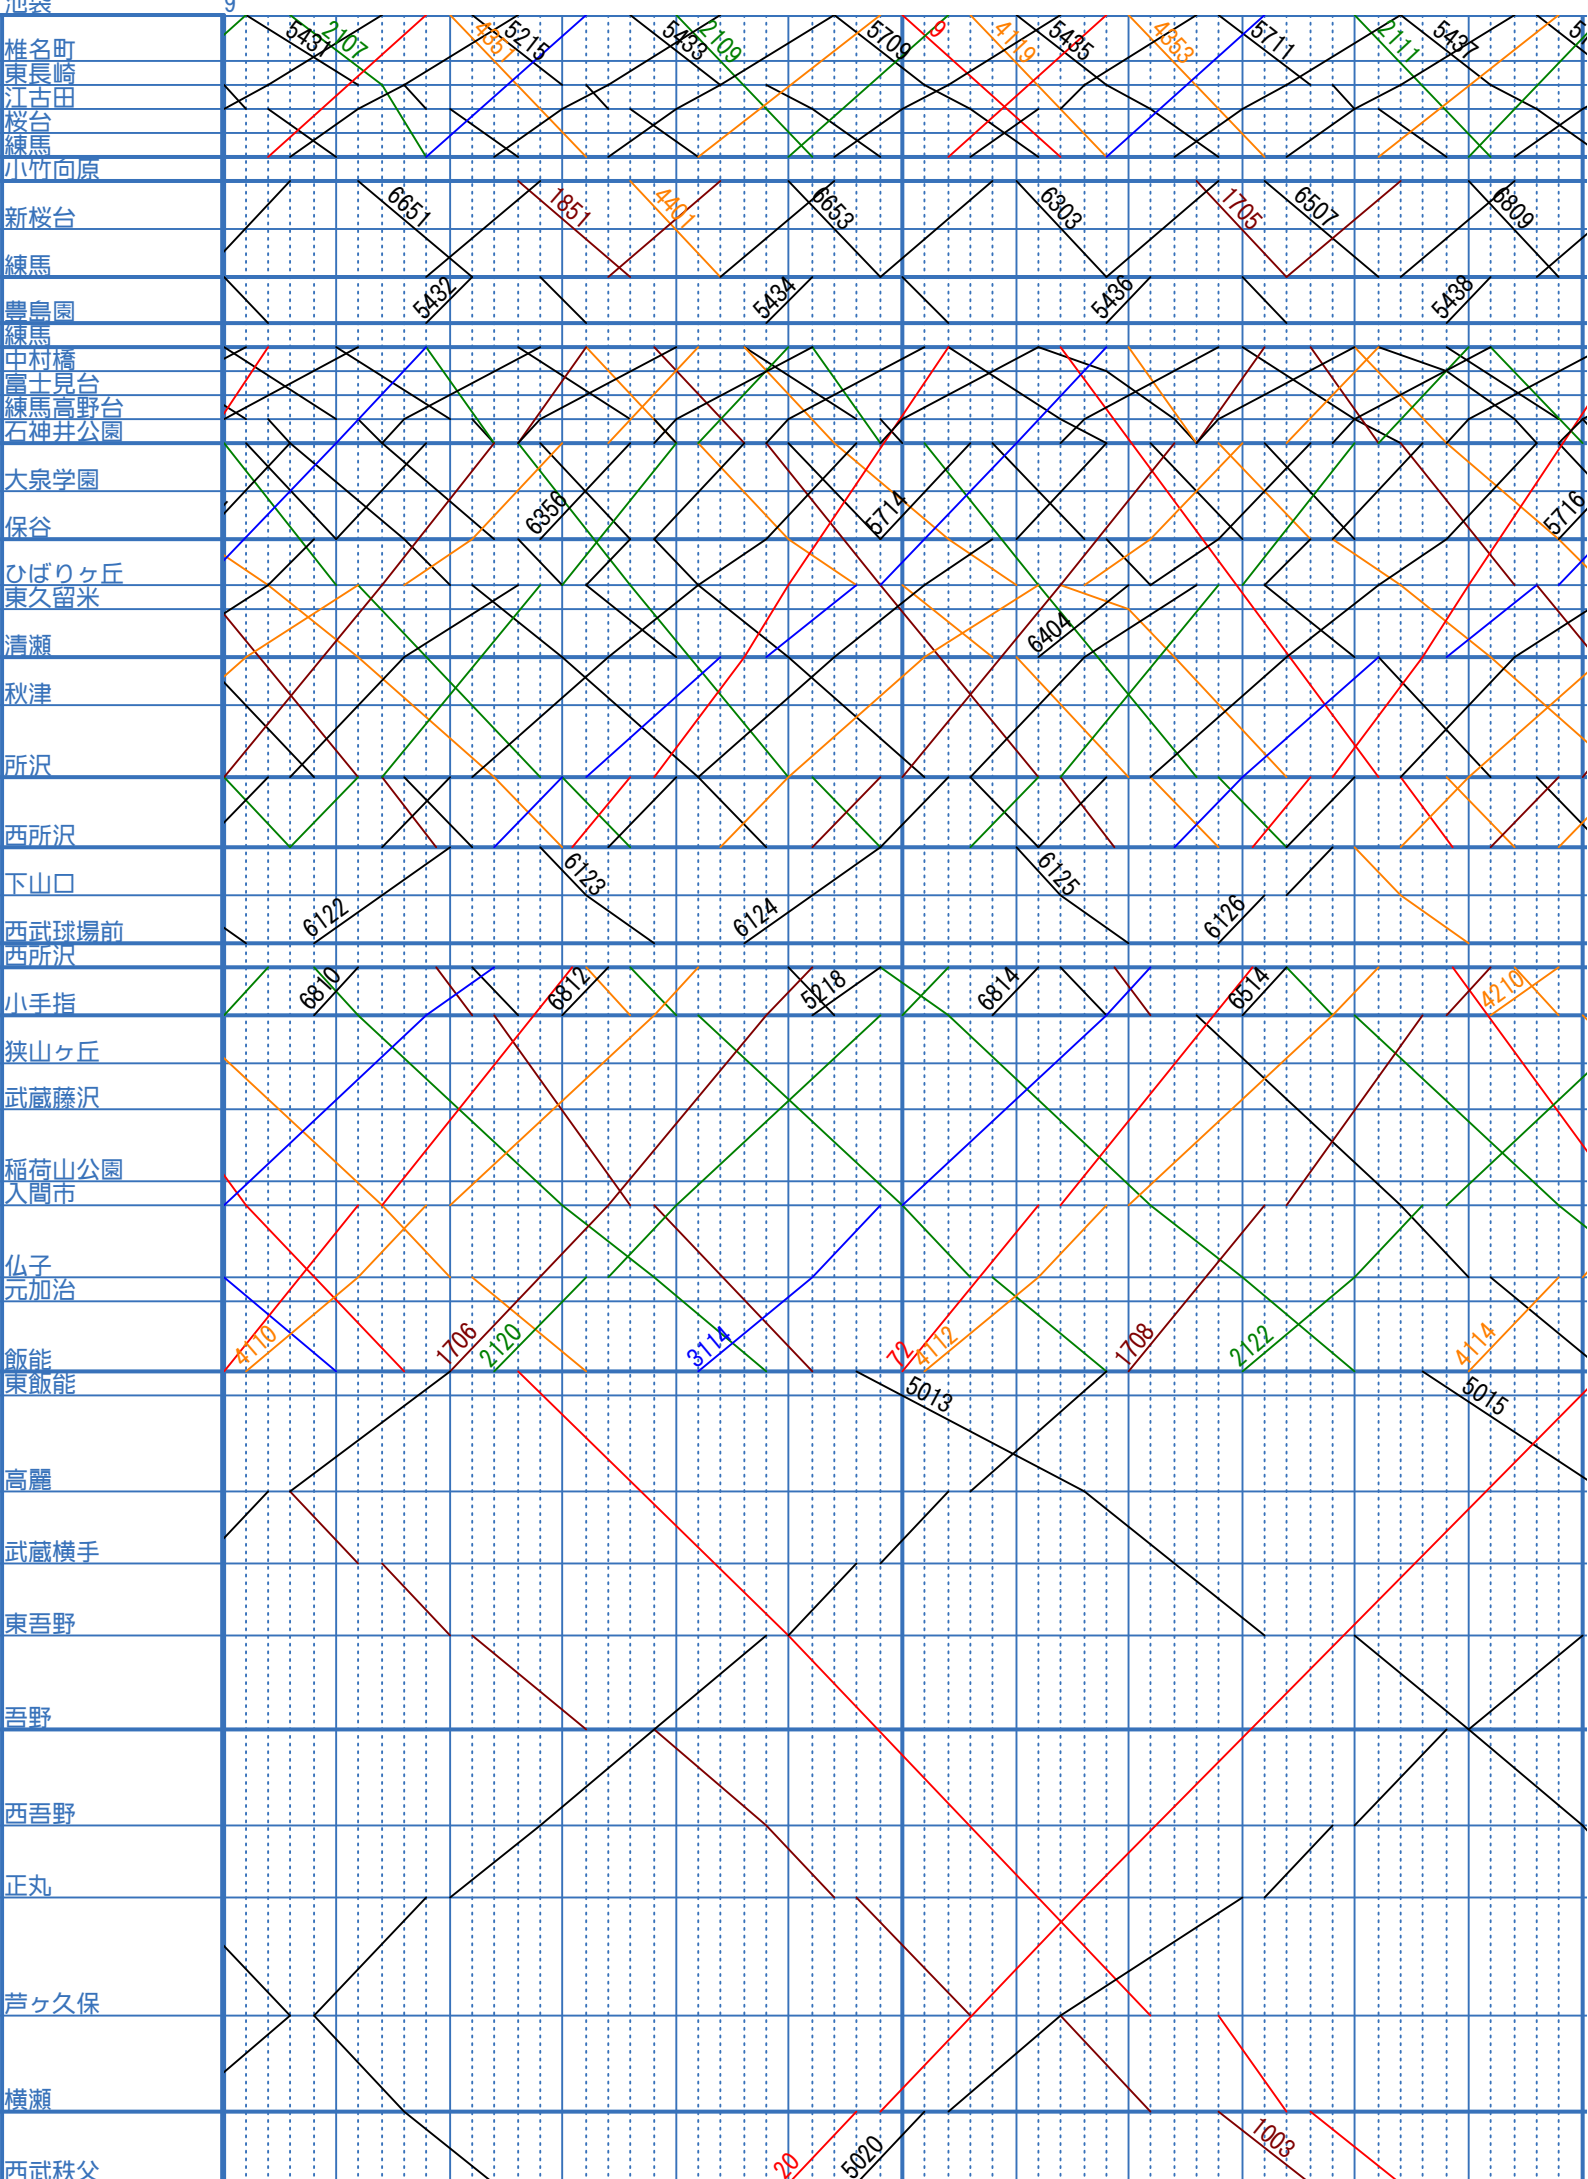 池袋 9
5431 2107 4351 5215 5433 2109 5709 9 4119 5435 4353 5711 2111 5437
椎名町
東長崎
江古田
桜台
練馬
小竹向原
6651 1851 4401 6653 6303 1705 6507 6809
新桜台
練馬
5432 5434 5436 5438
豊島園
練馬
中村橋
富士見台
練馬高野台
石神井公園
大泉学園
6356 5714 5716
保谷
ひばりヶ丘
東久留米
6404
清瀬
秋津
所沢
西所沢
6123 6125
下山口
6122 6124 6126
西武球場前
西所沢
6810 6812 5218 6814 6514 4210
小手指
狭山ヶ丘
武蔵藤沢
稲荷山公園
入間市
仏子
元加治
4110 1706 2120 3114 72 4112 1708 2122 4114
飯能
東飯能
5013 5015
高麗
武蔵横手
東吾野
吾野
西吾野
正丸
芦ヶ久保
横瀬
20 5020 1003
西武秩父